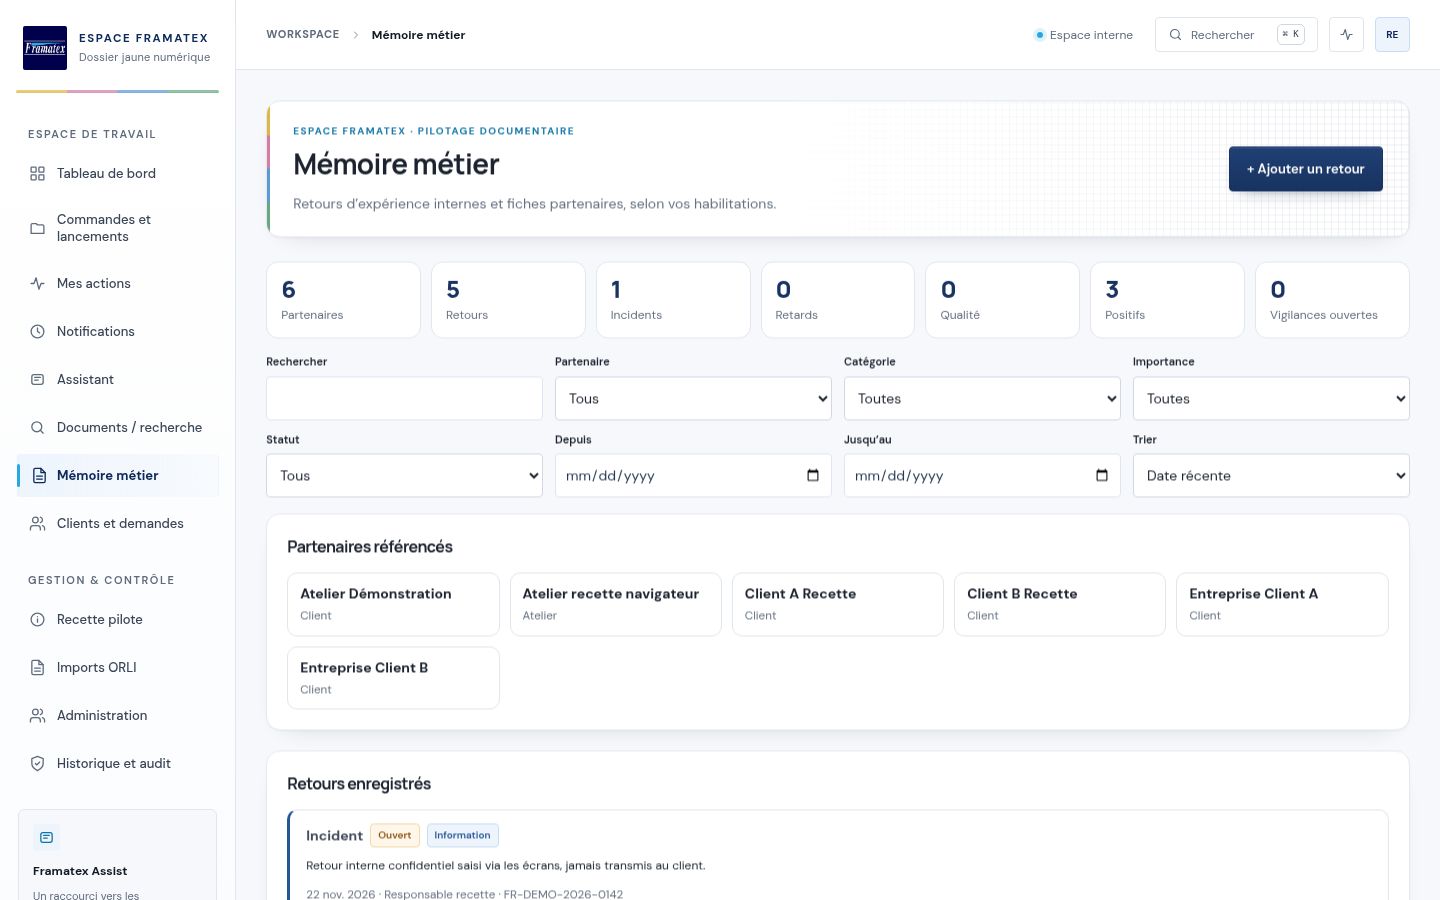 Framatex
ESPACE FRAMATEX
Dossier jaune numérique
ESPACE DE TRAVAIL
Tableau de bord
Commandes et
lancements
Mes actions
Notifications
Assistant
Documents / recherche
Mémoire métier
Clients et demandes
GESTION & CONTRÔLE
Recette pilote
Imports ORLI
Administration
Historique et audit
Framatex Assist
Un raccourci vers les
WORKSPACE > Mémoire métier
Espace interne
Rechercher ⌘ K
RE
ESPACE FRAMATEX · PILOTAGE DOCUMENTAIRE
Mémoire métier
Retours d’expérience internes et fiches partenaires, selon vos habilitations.
+ Ajouter un retour
6 5 1 0 0 3 0
Partenaires Retours Incidents Retards Qualité Positifs Vigilances ouvertes
Rechercher Partenaire Catégorie Importance
Tous Toutes Toutes
Statut Depuis Jusqu’au Trier
Tous mm/dd/yyyy mm/dd/yyyy Date récente
Partenaires référencés
Atelier Démonstration Atelier recette navigateur Client A Recette Client B Recette Entreprise Client A
Client Atelier Client Client Client
Entreprise Client B
Client
Retours enregistrés
Incident Ouvert Information
Retour interne confidentiel saisi via les écrans, jamais transmis au client.
22 nov. 2026 · Responsable recette · FR-DEMO-2026-0142